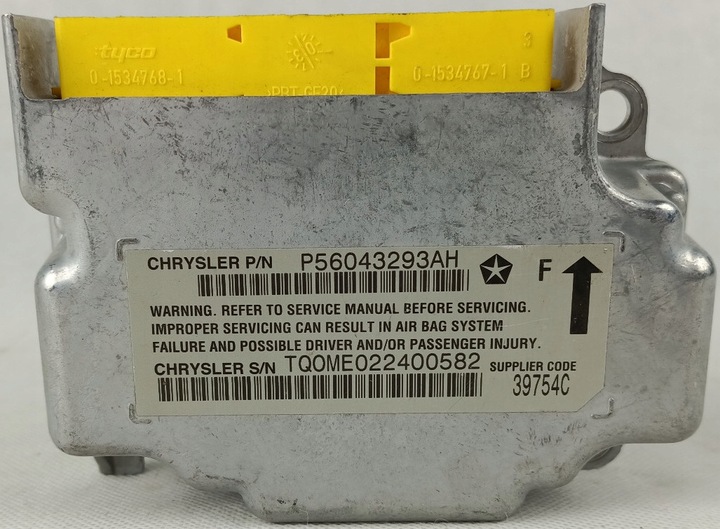 tyco
0-1534768-1
3
0-1534767-1 B
CHRYSLER P/N P56043293AH
F
WARNING. REFER TO SERVICE MANUAL BEFORE SERVICING.
IMPROPER SERVICING CAN RESULT IN AIR BAG SYSTEM
FAILURE AND POSSIBLE DRIVER AND/OR PASSENGER INJURY.
CHRYSLER S/N TQ0ME022400582 SUPPLIER CODE
39754C